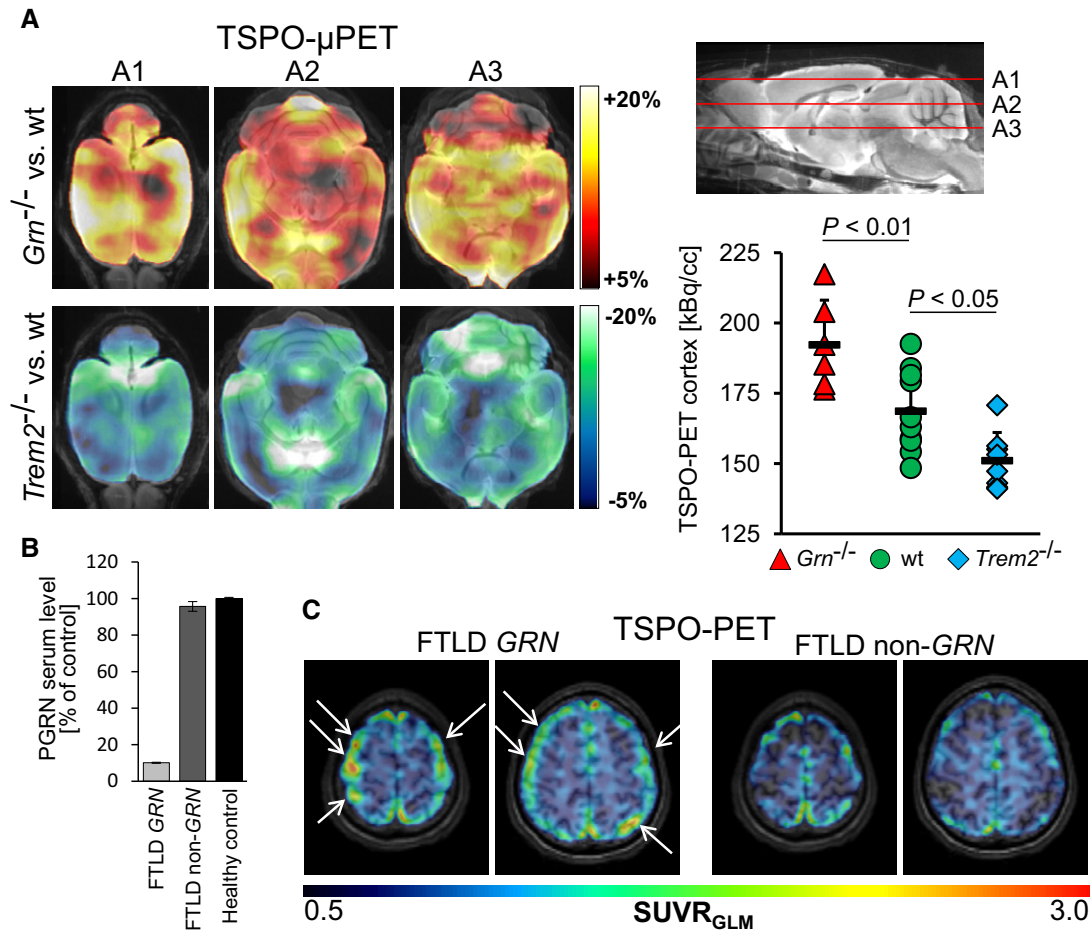 A
TSPO-µPET
A1 A2 A3
Grn-/- vs. wt
+20%
+5%
Trem2-/- vs. wt
-20%
-5%
A1
A2
A3
P < 0.01
P < 0.05
TSPO-PET cortex [kBq/cc]
225
200
175
150
125
Grn-/- wt Trem2-/-
B
PGRN serum level
[% of control]
120
100
80
60
40
20
0
FTLD GRN
FTLD non-GRN
Healthy control
C
TSPO-PET
FTLD GRN FTLD non-GRN
0.5 SUVRGLM 3.0